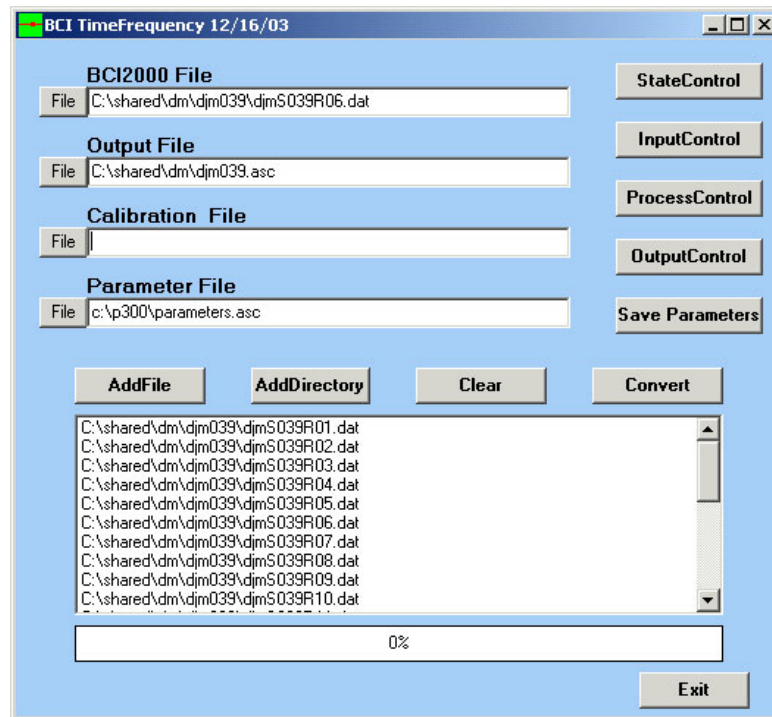 BCI TimeFrequency 12/16/03
BCI2000 File
File C:\shared\dm\djm039\djmS039R06.dat
StateControl
Output File
File C:\shared\dm\djm039.asc
InputControl
Calibration File
File
ProcessControl
Parameter File
File c:\p300\parameters.asc
OutputControl
Save Parameters
AddFile AddDirectory Clear Convert
C:\shared\dm\djm039\djmS039R01.dat
C:\shared\dm\djm039\djmS039R02.dat
C:\shared\dm\djm039\djmS039R03.dat
C:\shared\dm\djm039\djmS039R04.dat
C:\shared\dm\djm039\djmS039R05.dat
C:\shared\dm\djm039\djmS039R06.dat
C:\shared\dm\djm039\djmS039R07.dat
C:\shared\dm\djm039\djmS039R08.dat
C:\shared\dm\djm039\djmS039R09.dat
C:\shared\dm\djm039\djmS039R10.dat
0%
Exit